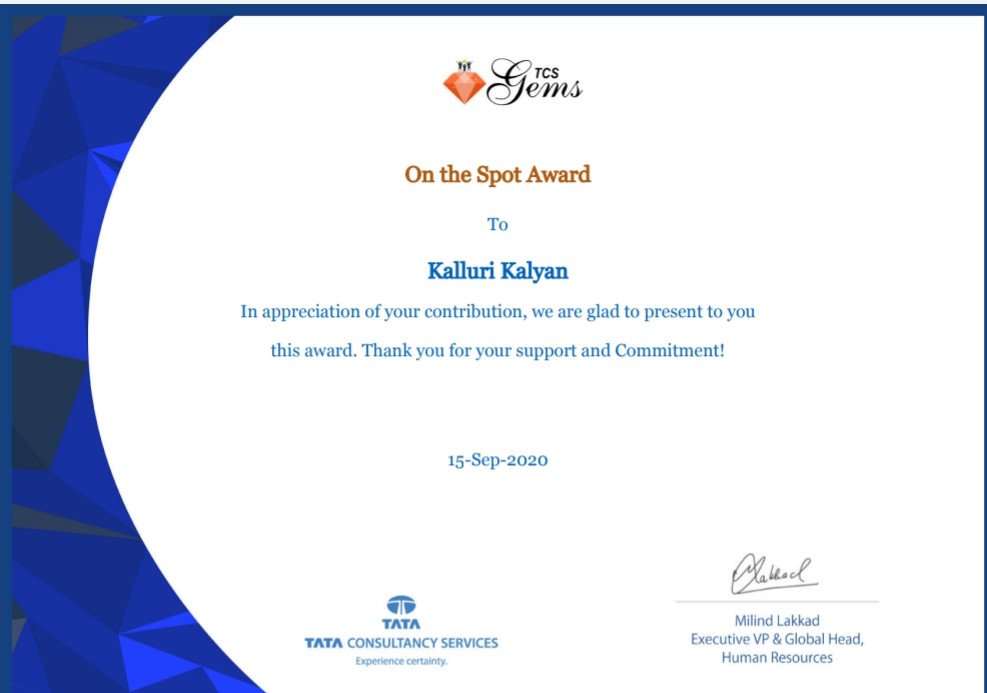 TCS
Gems
On the Spot Award
To
Kalluri Kalyan
In appreciation of your contribution, we are glad to present to you
this award. Thank you for your support and Commitment!
15-Sep-2020
TATA
TATA CONSULTANCY SERVICES
Experience certainty.
Lakkad
Milind Lakkad
Executive VP & Global Head,
Human Resources